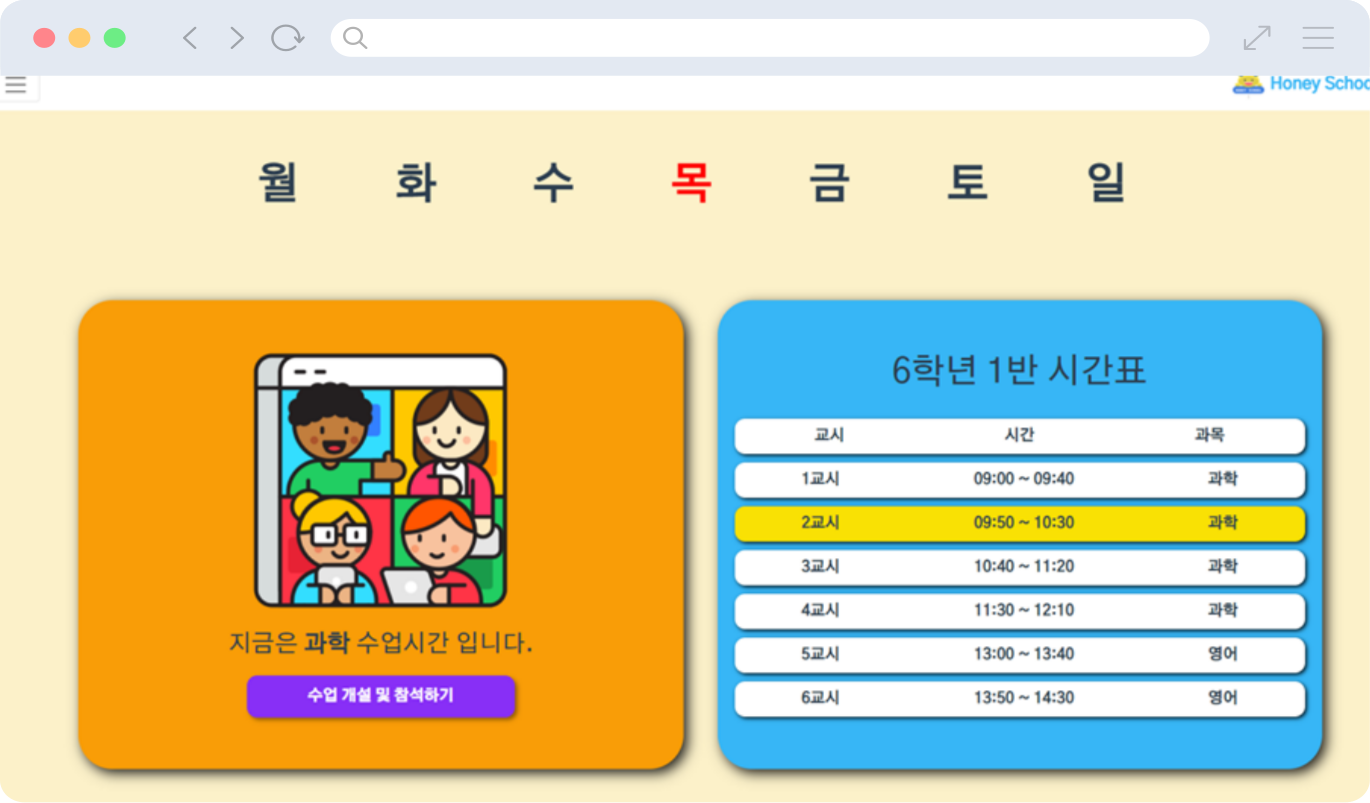 Honey Schoo
월 화 수 목 금 토 일
지금은 과학 수업시간 입니다.
수업 개설 및 참석하기
6학년 1반 시간표
교시 시간 과목
1교시 09:00 ~ 09:40 과학
2교시 09:50 ~ 10:30 과학
3교시 10:40 ~ 11:20 과학
4교시 11:30 ~ 12:10 과학
5교시 13:00 ~ 13:40 영어
6교시 13:50 ~ 14:30 영어